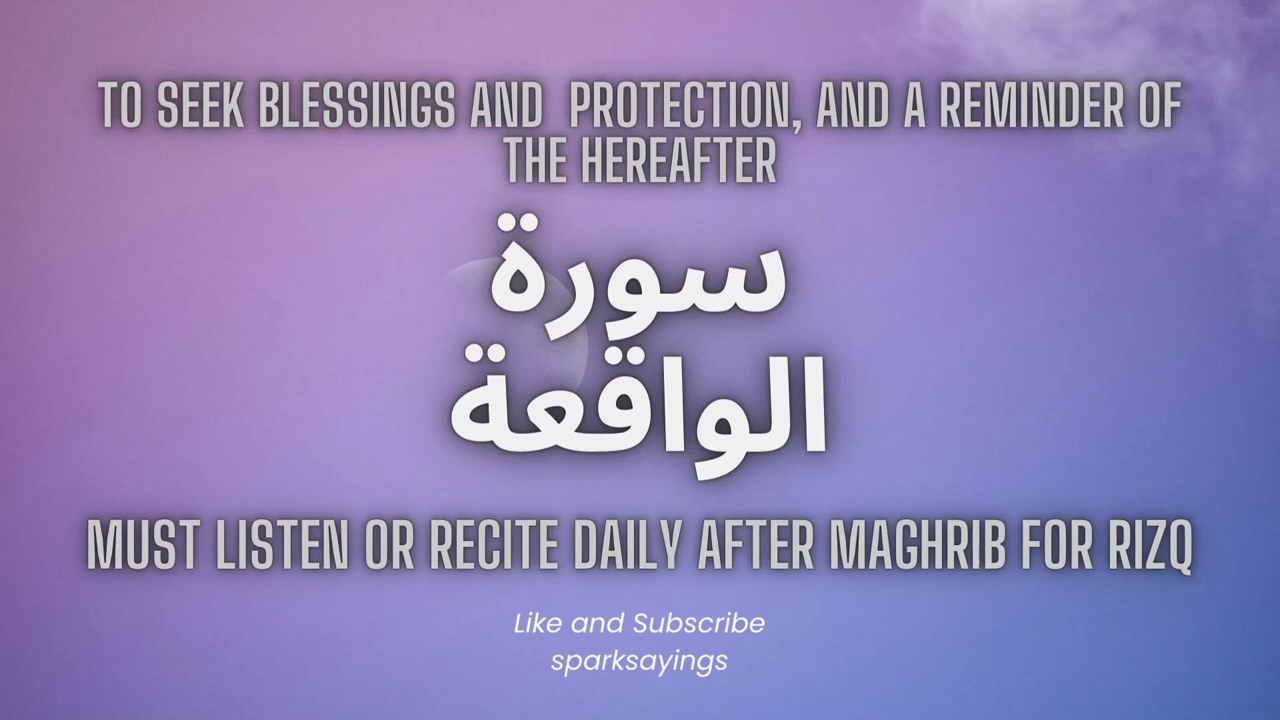 TO SEEK BLESSINGS AND PROTECTION, AND A REMINDER OF
THE HEREAFTER
سورة
الواقعة
MUST LISTEN OR RECITE DAILY AFTER MAGHRIB FOR RIZQ
Like and Subscribe
sparksayings